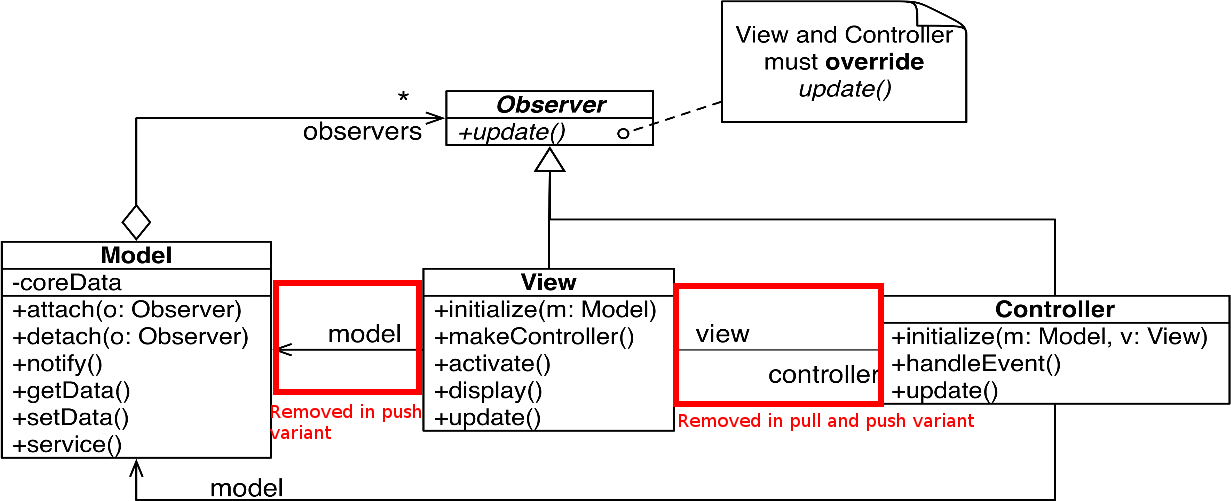 View and Controller
must override
update()
*
observers
Observer
+update()
Model
-coreData
+attach(o: Observer)
+detach(o: Observer)
+notify()
+getData()
+setData()
+service()
model
Removed in push
variant
View
+initialize(m: Model)
+makeController()
+activate()
+display()
+update()
view
controller
Removed in pull and push variant
Controller
+initialize(m: Model, v: View)
+handleEvent()
+update()
model